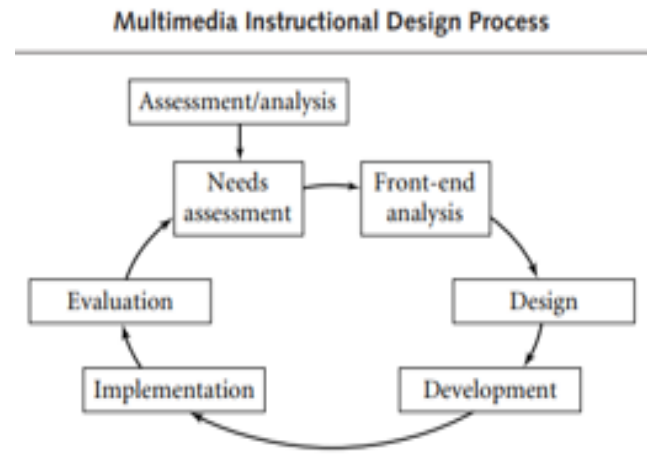 Multimedia Instructional Design Process
Assessment/analysis
Needs
assessment
Front-end
analysis
Evaluation
Design
Implementation
Development